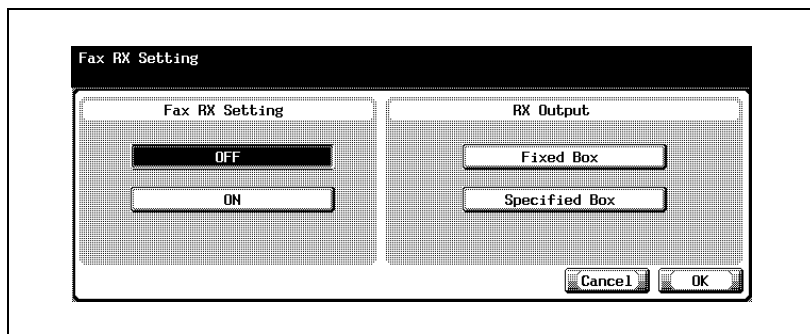 Fax RX Setting
Fax RX Setting
OFF
ON
RX Output
Fixed Box
Specified Box
Cancel
OK